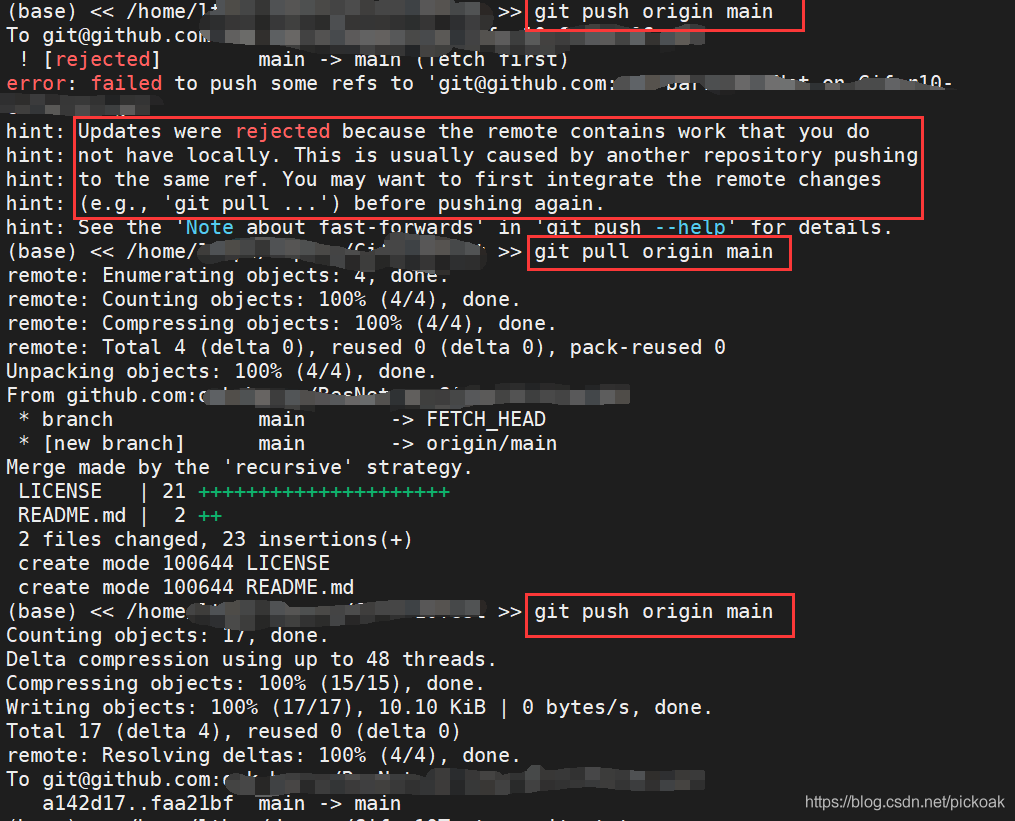 (base) << /home/ >> git push origin main
To git@github.com
 ! [rejected]        main -> main (fetch first)
error: failed to push some refs to 'git@github.com:
hint: Updates were rejected because the remote contains work that you do
hint: not have locally. This is usually caused by another repository pushing
hint: to the same ref. You may want to first integrate the remote changes
hint: (e.g., 'git pull ...') before pushing again.
hint: See the 'Note about fast-forwards' in 'git push --help' for details.
(base) << /home/ >> git pull origin main
remote: Enumerating objects: 4, done.
remote: Counting objects: 100% (4/4), done.
remote: Compressing objects: 100% (4/4), done.
remote: Total 4 (delta 0), reused 0 (delta 0), pack-reused 0
Unpacking objects: 100% (4/4), done.
From github.com:
 * branch            main       -> FETCH_HEAD
 * [new branch]      main       -> origin/main
Merge made by the 'recursive' strategy.
 LICENSE   | 21 +++++++++++++++++++++
 README.md |  2 ++
 2 files changed, 23 insertions(+)
 create mode 100644 LICENSE
 create mode 100644 README.md
(base) << /home/ >> git push origin main
Counting objects: 17, done.
Delta compression using up to 48 threads.
Compressing objects: 100% (15/15), done.
Writing objects: 100% (17/17), 10.10 KiB | 0 bytes/s, done.
Total 17 (delta 4), reused 0 (delta 0)
remote: Resolving deltas: 100% (4/4), done.
To git@github.com:
   a142d17..faa21bf  main -> main
https://blog.csdn.net/pickoak